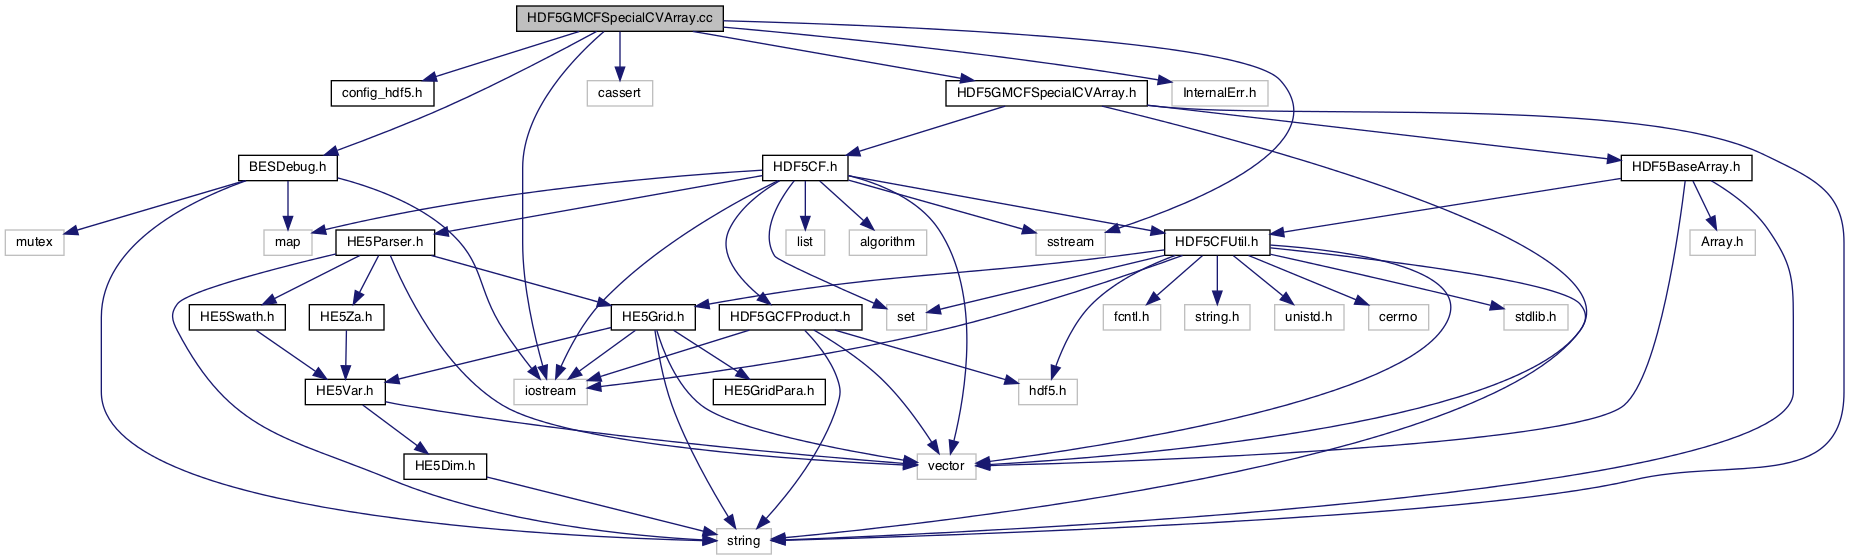 HDF5GMCFSpecialCVArray.cc
config_hdf5.h
cassert
HDF5GMCFSpecialCVArray.h
InternalErr.h
BESDebug.h
HDF5CF.h
HDF5BaseArray.h
mutex
map
HE5Parser.h
list
algorithm
sstream
HDF5CFUtil.h
Array.h
HE5Swath.h
HE5Za.h
HE5Grid.h
HDF5GCFProduct.h
set
fcntl.h
string.h
unistd.h
cerrno
stdlib.h
HE5Var.h
iostream
HE5GridPara.h
hdf5.h
HE5Dim.h
vector
string